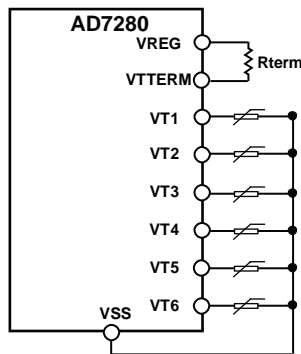 AD7280
VREG
Rterm
VTTERM
VT1
VT2
VT3
VT4
VT5
VT6
VSS